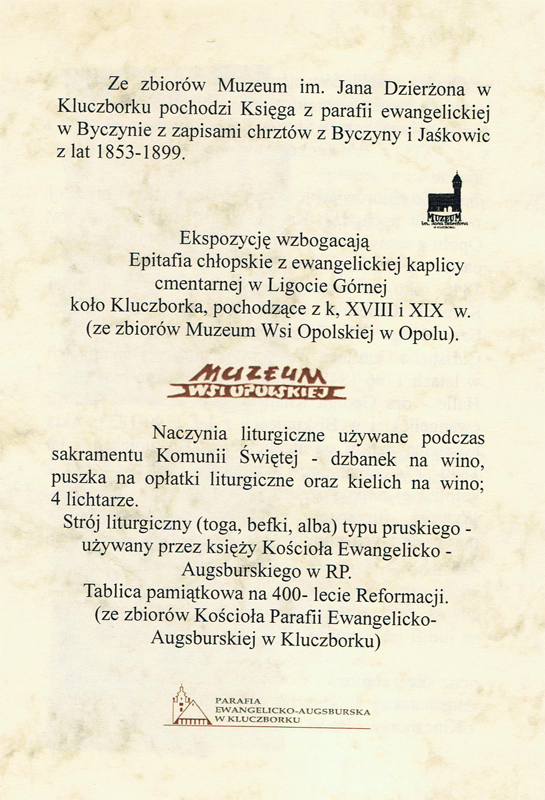 Ze zbiorów Muzeum im. Jana Dzierżona w
Kluczborku pochodzi Księga z parafii ewangelickiej
w Byczynie z zapisami chrztów z Byczyny i Jaśkowic
z lat 1853-1899.
MUZEUM
im. Jana Dzierżona
W KLUCZBORKU
Ekspozycję wzbogacają
Epitafia chłopskie z ewangelickiej kaplicy
cmentarnej w Ligocie Górnej
koło Kluczborka, pochodzące z k, XVIII i XIX w.
(ze zbiorów Muzeum Wsi Opolskiej w Opolu).
MUZEUM
WSI OPOLSKIEJ
Naczynia liturgiczne używane podczas
sakramentu Komunii Świętej - dzbanek na wino,
puszka na opłatki liturgiczne oraz kielich na wino;
4 lichtarze.
Strój liturgiczny (toga, befki, alba) typu pruskiego -
używany przez księży Kościoła Ewangelicko -
Augsburskiego w RP.
Tablica pamiątkowa na 400- lecie Reformacji.
(ze zbiorów Kościoła Parafii Ewangelicko-
Augsburskiej w Kluczborku)
PARAFIA
EWANGELICKO-AUGSBURSKA
W KLUCZBORKU